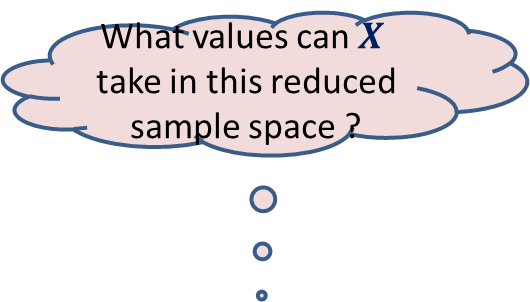 What values can X
take in this reduced
sample space ?